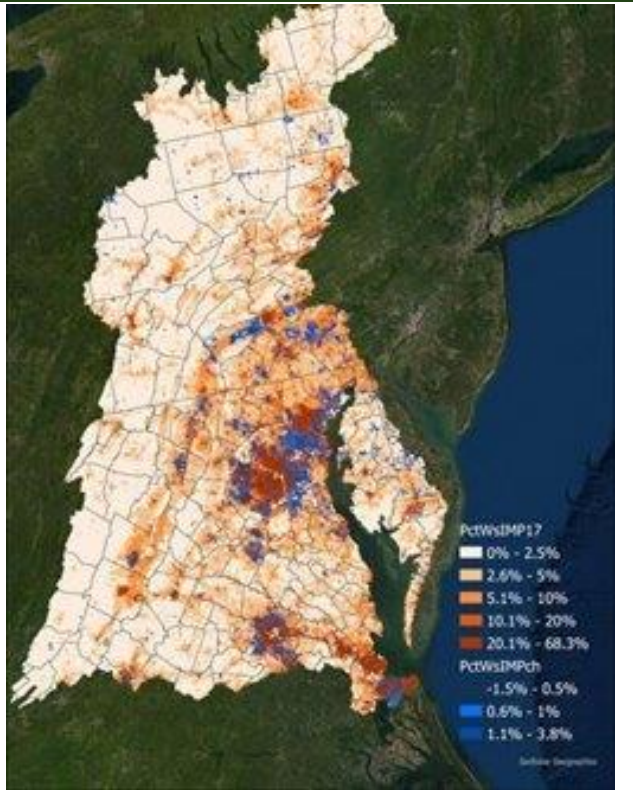 PctWsIMP17
0% - 2.5%
2.6% - 5%
5.1% - 10%
10.1% - 20%
20.1% - 68.3%
PctWsIMPch
-1.5% - 0.5%
0.6% - 1%
1.1% - 3.8%